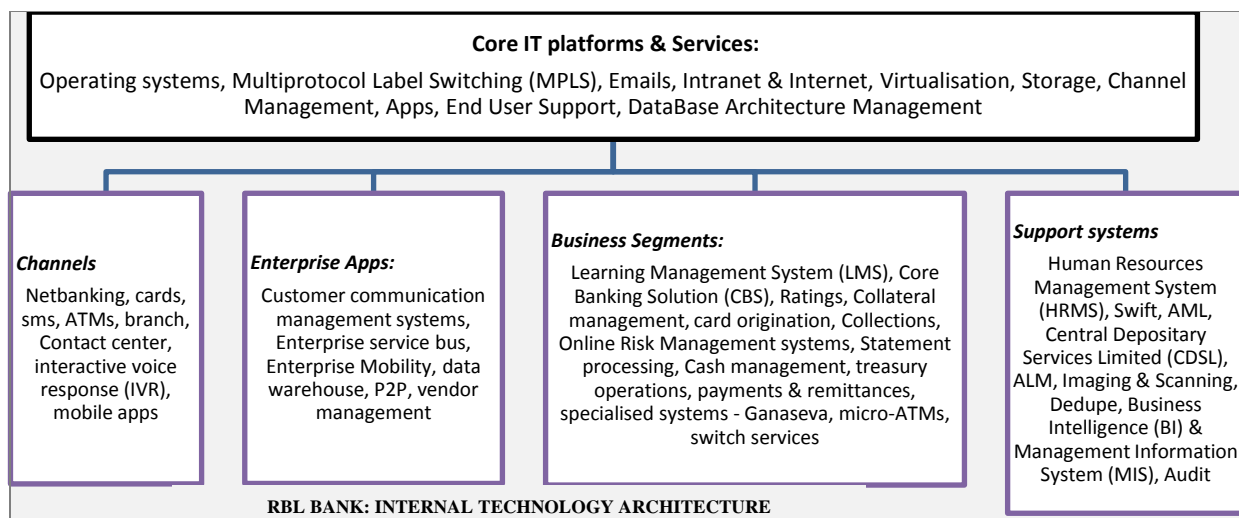 Core IT platforms & Services:
Operating systems, Multiprotocol Label Switching (MPLS), Emails, Intranet & Internet, Virtualisation, Storage, Channel
Management, Apps, End User Support, DataBase Architecture Management
Channels
Netbanking, cards,
sms, ATMs, branch,
Contact center,
interactive voice
response (IVR),
mobile apps
Enterprise Apps:
Customer communication
management systems,
Enterprise service bus,
Enterprise Mobility, data
warehouse, P2P, vendor
management
Business Segments:
Learning Management System (LMS), Core
Banking Solution (CBS), Ratings, Collateral
management, card origination, Collections,
Online Risk Management systems, Statement
processing, Cash management, treasury
operations, payments & remittances,
specialised systems - Ganaseva, micro-ATMs,
switch services
Support systems
Human Resources
Management System
(HRMS), Swift, AML,
Central Depositary
Services Limited (CDSL),
ALM, Imaging & Scanning,
Dedupe, Business
Intelligence (BI) &
Management Information
System (MIS), Audit
RBL BANK: INTERNAL TECHNOLOGY ARCHITECTURE